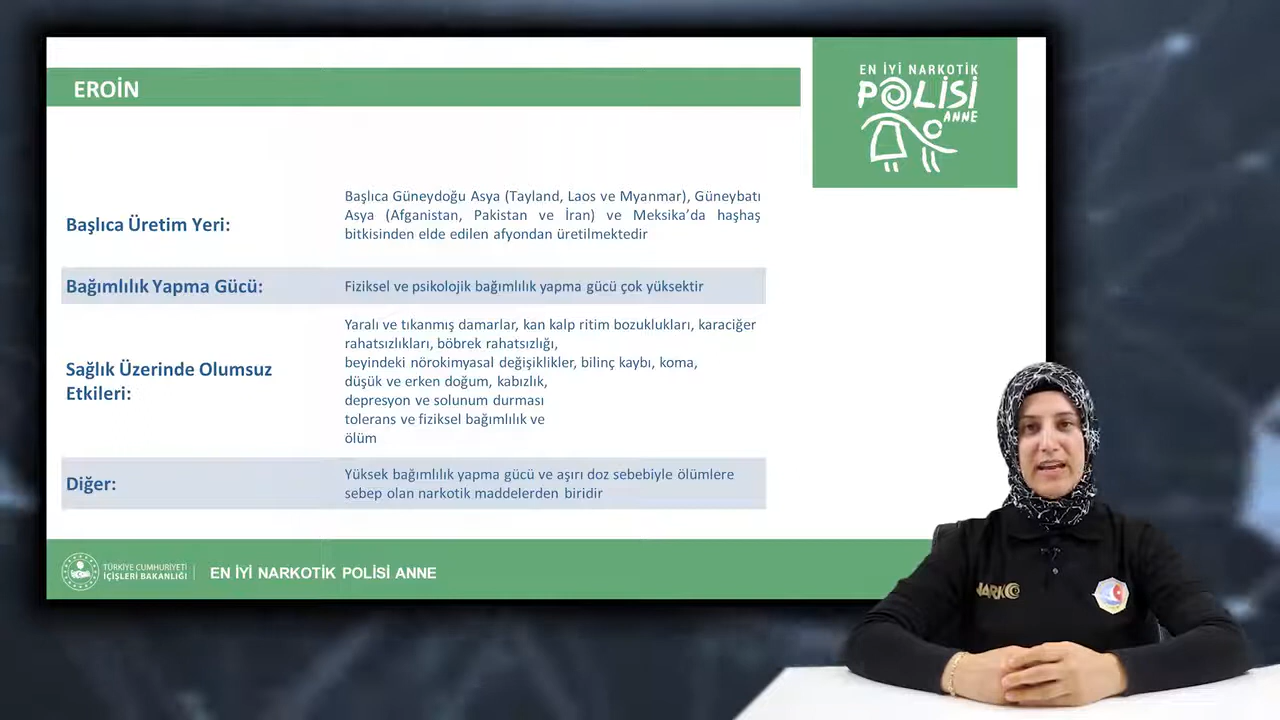 EROİN
EN İYİ NARKOTİK
POLİSİ
ANNE
Başlıca Üretim Yeri:
Başlıca Güneydoğu Asya (Tayland, Laos ve Myanmar), Güneybatı
Asya (Afganistan, Pakistan ve İran) ve Meksika’da haşhaş
bitkisinden elde edilen afyondan üretilmektedir
Bağımlılık Yapma Gücü:
Fiziksel ve psikolojik bağımlılık yapma gücü çok yüksektir
Sağlık Üzerinde Olumsuz
Etkileri:
Yaralı ve tıkanmış damarlar, kan kalp ritim bozuklukları, karaciğer
rahatsızlıkları, böbrek rahatsızlığı,
beyindeki nörokimyasal değişiklikler, bilinç kaybı, koma,
düşük ve erken doğum, kabızlık,
depresyon ve solunum durması
tolerans ve fiziksel bağımlılık ve
ölüm
Diğer:
Yüksek bağımlılık yapma gücü ve aşırı doz sebebiyle ölümlere
sebep olan narkotik maddelerden biridir
TÜRKİYE CUMHURİYETİ
İÇİŞLERİ BAKANLIĞI
EN İYİ NARKOTİK POLİSİ ANNE
NARKO